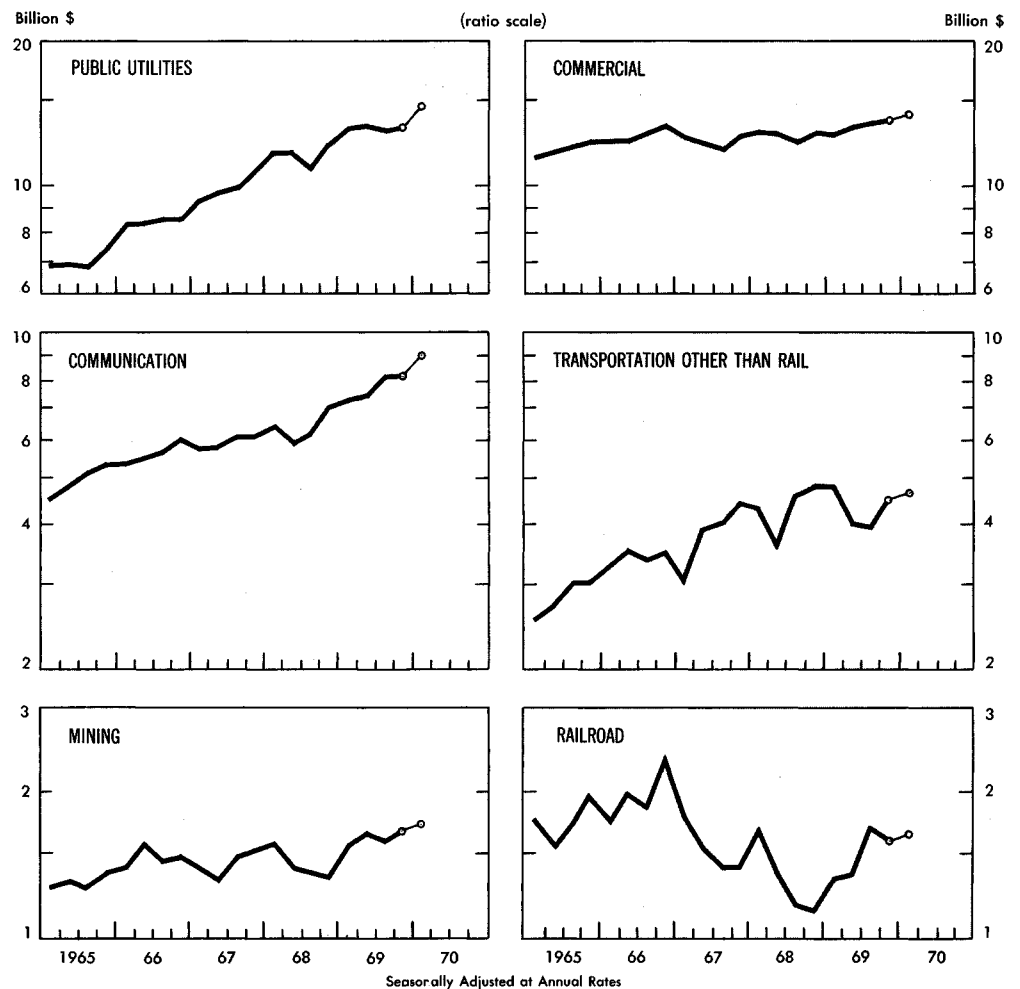 Billion $ (ratio scale) Billion $
20 20
PUBLIC UTILITIES COMMERCIAL
10 10
8 8
6 6
10 10
COMMUNICATION TRANSPORTATION OTHER THAN RAIL
8 8
6 6
4 4
2 2
3 3
MINING RAILROAD
2 2
1 1
1965 66 67 68 69 70 1965 66 67 68 69 70
Seasonally Adjusted at Annual Rates